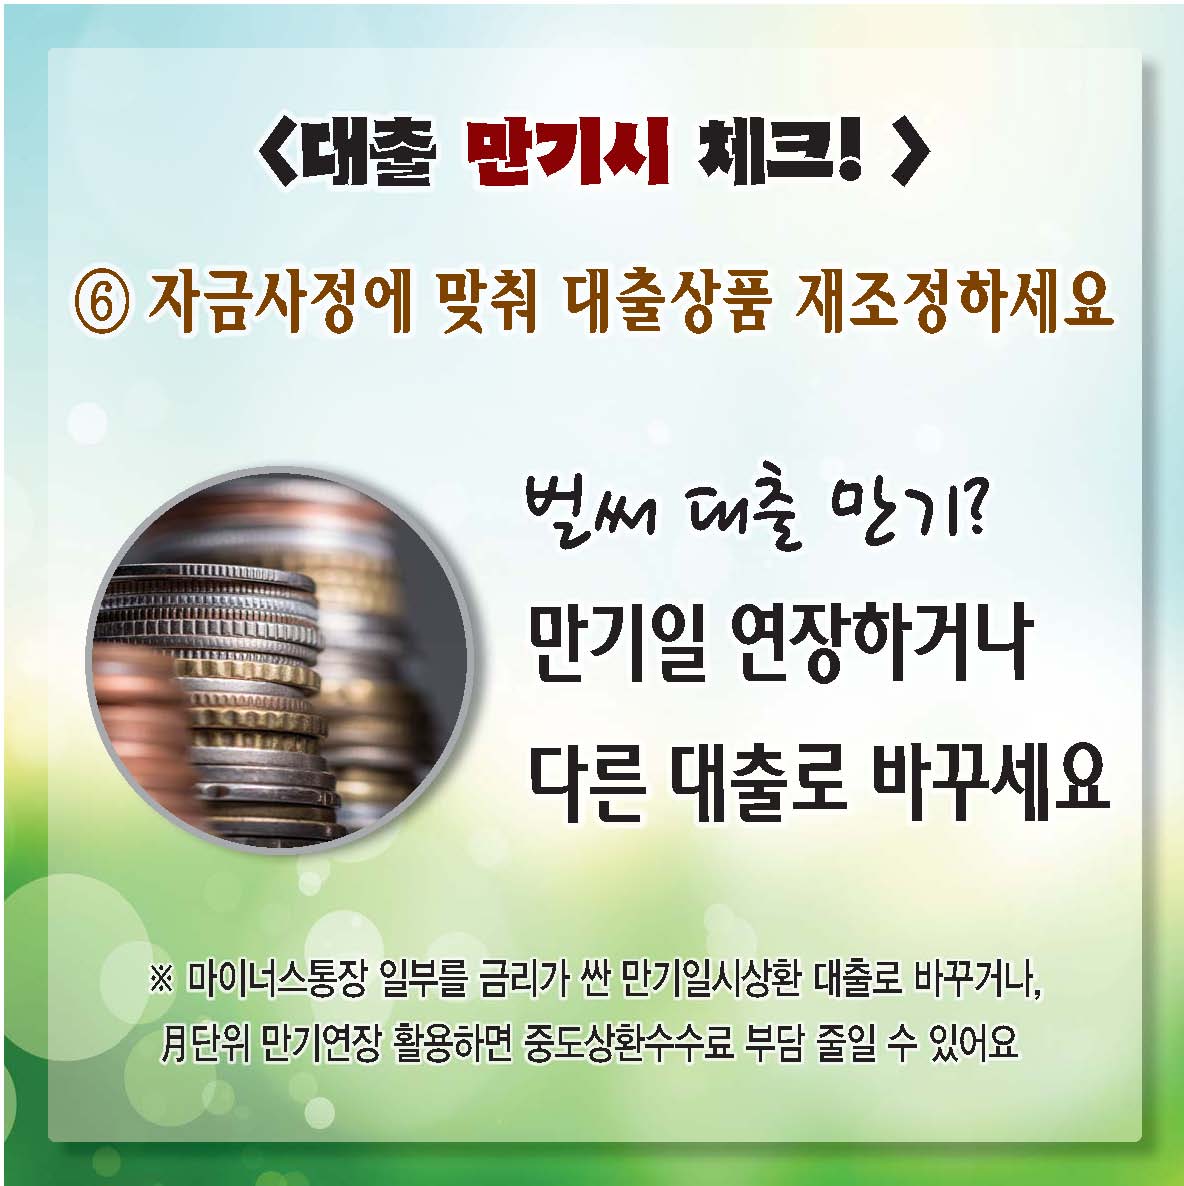 <대출 만기시 체크! >
⑥ 자금사정에 맞춰 대출상품 재조정하세요
벌써 대출 만기?
만기일 연장하거나
다른 대출로 바꾸세요
※ 마이너스통장 일부를 금리가 싼 만기일시상환 대출로 바꾸거나,
月단위 만기연장 활용하면 중도상환수수료 부담 줄일 수 있어요